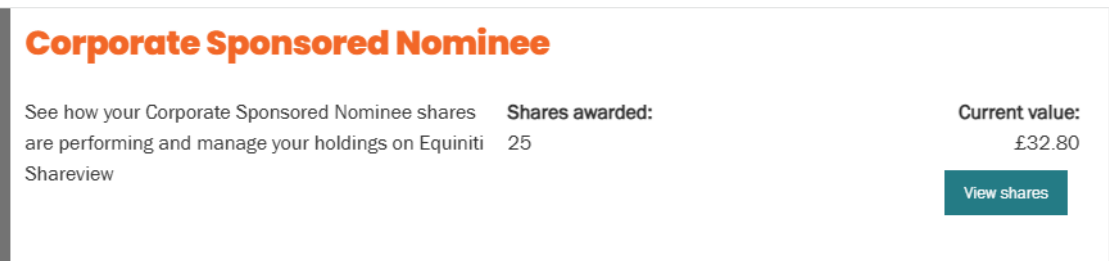 Corporate Sponsored Nominee
See how your Corporate Sponsored Nominee shares
are performing and manage your holdings on Equiniti
Shareview
Shares awarded:
25
Current value:
£32.80
View shares